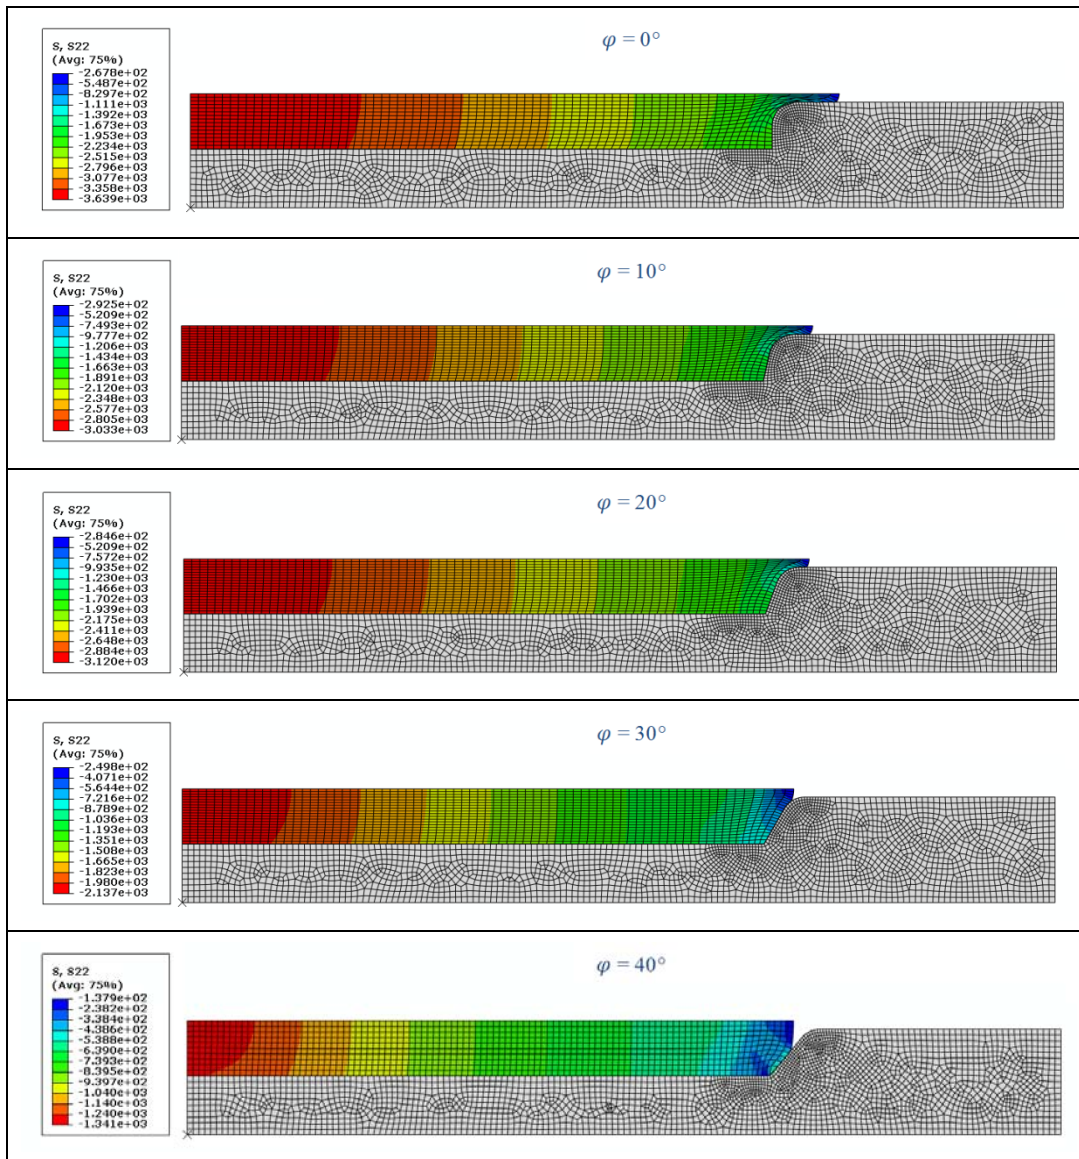 φ = 0°
S, S22
(Avg: 75%)
-2.678e+02
-5.487e+02
-8.297e+02
-1.111e+03
-1.392e+03
-1.673e+03
-1.953e+03
-2.234e+03
-2.515e+03
-2.796e+03
-3.077e+03
-3.358e+03
-3.639e+03
φ = 10°
S, S22
(Avg: 75%)
-2.925e+02
-5.209e+02
-7.493e+02
-9.777e+02
-1.206e+03
-1.434e+03
-1.663e+03
-1.891e+03
-2.120e+03
-2.348e+03
-2.577e+03
-2.805e+03
-3.033e+03
φ = 20°
S, S22
(Avg: 75%)
-2.846e+02
-5.209e+02
-7.572e+02
-9.935e+02
-1.230e+03
-1.466e+03
-1.702e+03
-1.939e+03
-2.175e+03
-2.411e+03
-2.648e+03
-2.884e+03
-3.120e+03
φ = 30°
S, S22
(Avg: 75%)
-2.498e+02
-4.071e+02
-5.644e+02
-7.216e+02
-8.789e+02
-1.036e+03
-1.193e+03
-1.351e+03
-1.508e+03
-1.665e+03
-1.823e+03
-1.980e+03
-2.137e+03
φ = 40°
S, S22
(Avg: 75%)
-1.379e+02
-2.382e+02
-3.384e+02
-4.386e+02
-5.388e+02
-6.390e+02
-7.393e+02
-8.395e+02
-9.397e+02
-1.040e+03
-1.140e+03
-1.240e+03
-1.341e+03